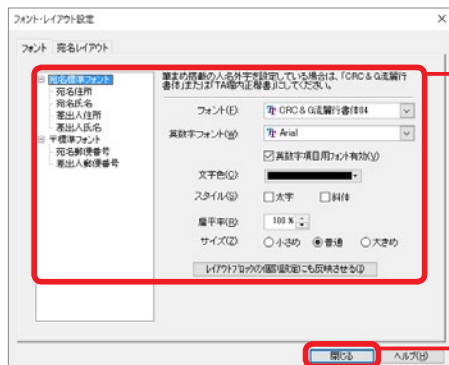 フォント・レイアウト設定
フォント 宛名レイアウト
宛名標準フォント
宛名住所
宛名氏名
差出人住所
差出人氏名
〒標準フォント
宛名郵便番号
差出人郵便番号
筆まめ搭載の人名外字を設定している場合は、「CRC&G流麗行
書体」または「TA堀内正楷書」にしてください。
フォント(F) CRC&G流麗行書体04
英数字フォント(W) Arial
英数字項目用フォント有効(V)
文字色(C)
スタイル(S) 太字 斜体
扁平率(R) 100 %
サイズ(Z) 小さめ 普通 大きめ
レイアウトブロックの個別設定にも反映させる(I)
閉じる ヘルプ(H)